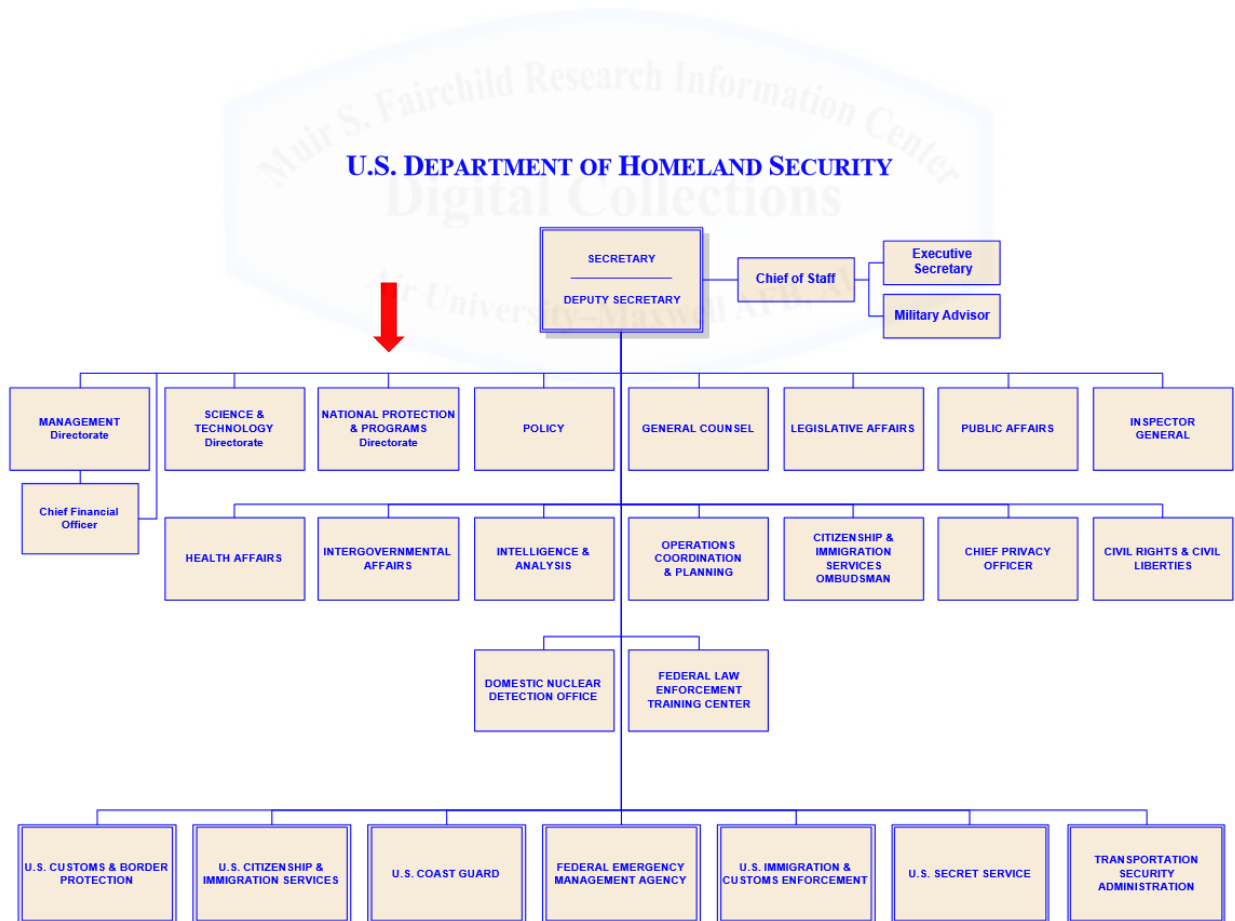 Muir S. Fairchild Research Information Center
Digital Collections
Air University–Maxwell AFB, AL
U.S. DEPARTMENT OF HOMELAND SECURITY
SECRETARY
DEPUTY SECRETARY
Chief of Staff
Executive
Secretary
Military Advisor
MANAGEMENT
Directorate
SCIENCE &
TECHNOLOGY
Directorate
NATIONAL PROTECTION
& PROGRAMS
Directorate
POLICY
GENERAL COUNSEL
LEGISLATIVE AFFAIRS
PUBLIC AFFAIRS
INSPECTOR
GENERAL
Chief Financial
Officer
HEALTH AFFAIRS
INTERGOVERNMENTAL
AFFAIRS
INTELLIGENCE &
ANALYSIS
OPERATIONS
COORDINATION
& PLANNING
CITIZENSHIP &
IMMIGRATION
SERVICES
OMBUDSMAN
CHIEF PRIVACY
OFFICER
CIVIL RIGHTS & CIVIL
LIBERTIES
DOMESTIC NUCLEAR
DETECTION OFFICE
FEDERAL LAW
ENFORCEMENT
TRAINING CENTER
U.S. CUSTOMS & BORDER
PROTECTION
U.S. CITIZENSHIP &
IMMIGRATION SERVICES
U.S. COAST GUARD
FEDERAL EMERGENCY
MANAGEMENT AGENCY
U.S. IMMIGRATION &
CUSTOMS ENFORCEMENT
U.S. SECRET SERVICE
TRANSPORTATION
SECURITY
ADMINISTRATION